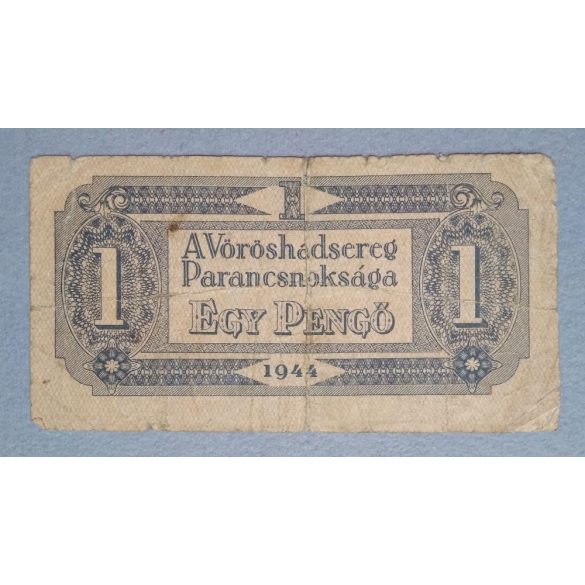 1
A Vöröshadsereg
Parancsnoksága
1 1
EGY PENGŐ
1944